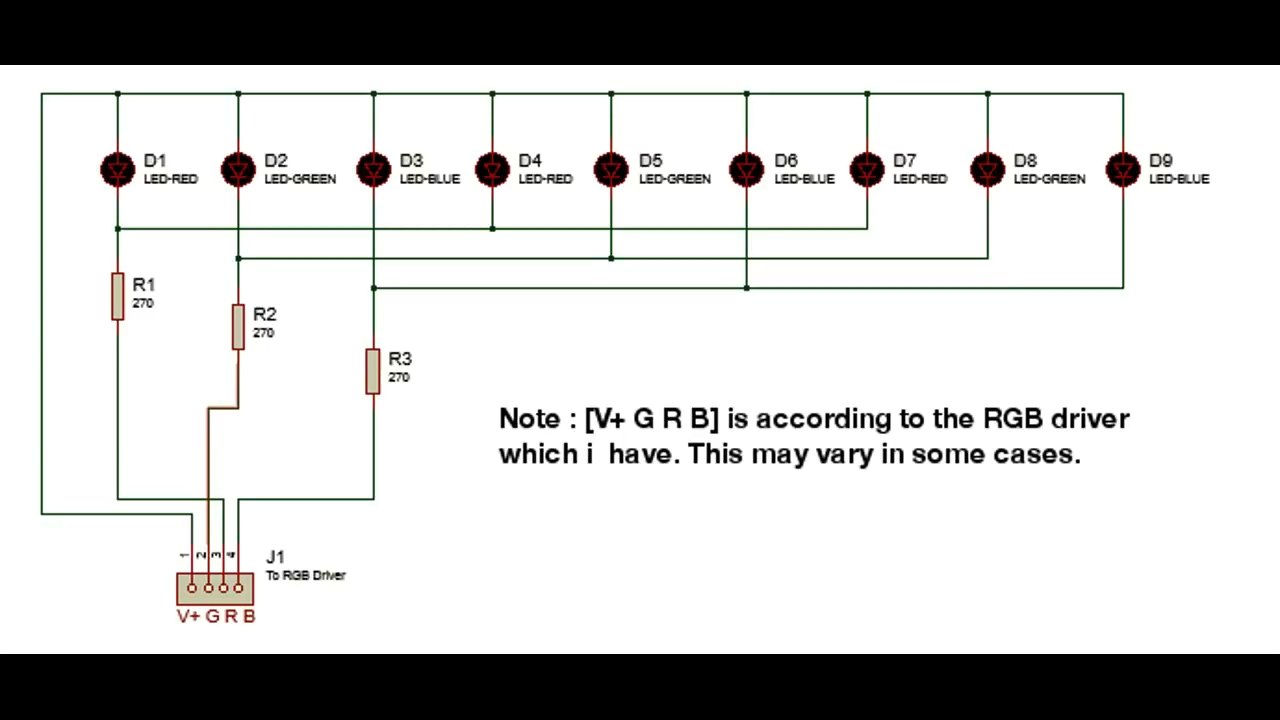 D1
LED-RED
D2
LED-GREEN
D3
LED-BLUE
D4
LED-RED
D5
LED-GREEN
D6
LED-BLUE
D7
LED-RED
D8
LED-GREEN
D9
LED-BLUE
R1
270
R2
270
R3
270
Note : [V+ G R B] is according to the RGB driver
which i  have. This may vary in some cases.
1 2 3 4
J1
To RGB Driver
V+ G R B